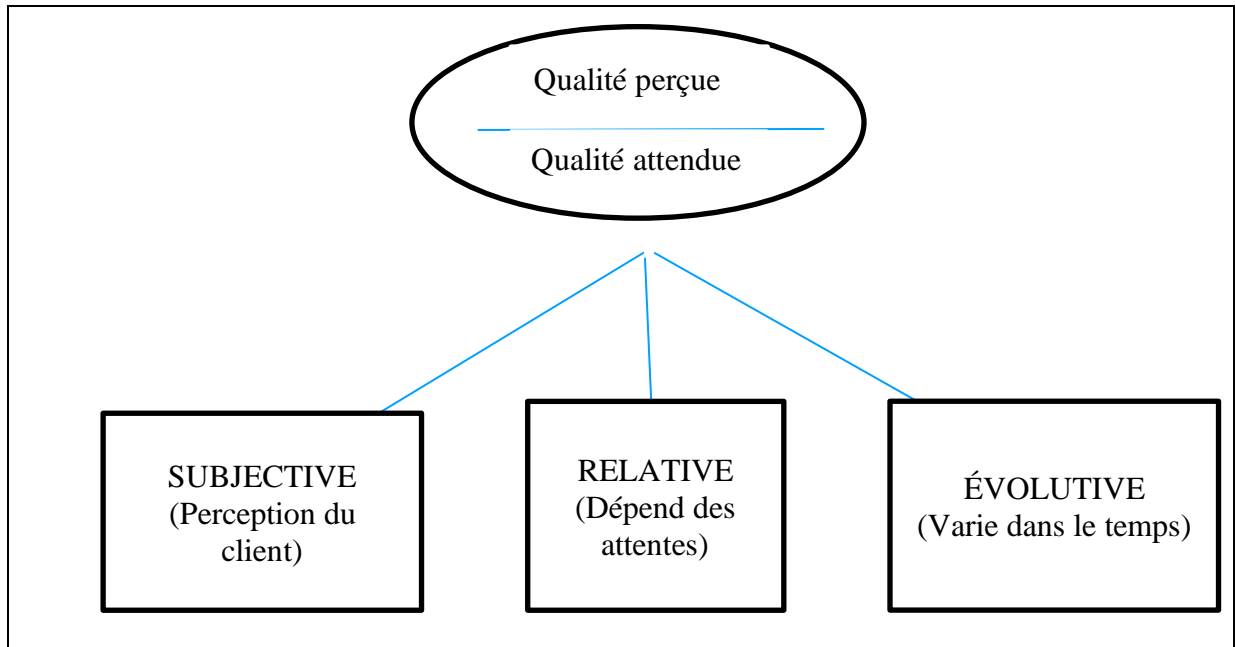 Qualité perçue
Qualité attendue
SUBJECTIVE
(Perception du
client)
RELATIVE
(Dépend des
attentes)
ÉVOLUTIVE
(Varie dans le temps)